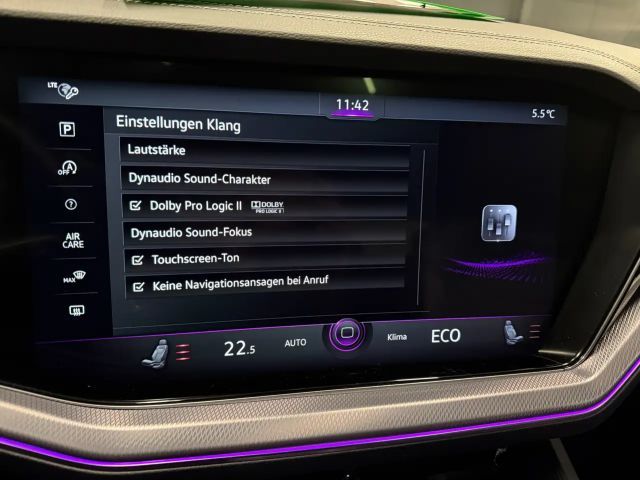 LTE
11:42
5.5°C
P
Einstellungen Klang
Lautstärke
OFF A
Dynaudio Sound-Charakter
Dolby Pro Logic II DOLBY
PRO LOGIC II
?
Dynaudio Sound-Fokus
AIR
CARE
Touchscreen-Ton
MAX
Keine Navigationsansagen bei Anruf
22.5
AUTO
Klima
ECO